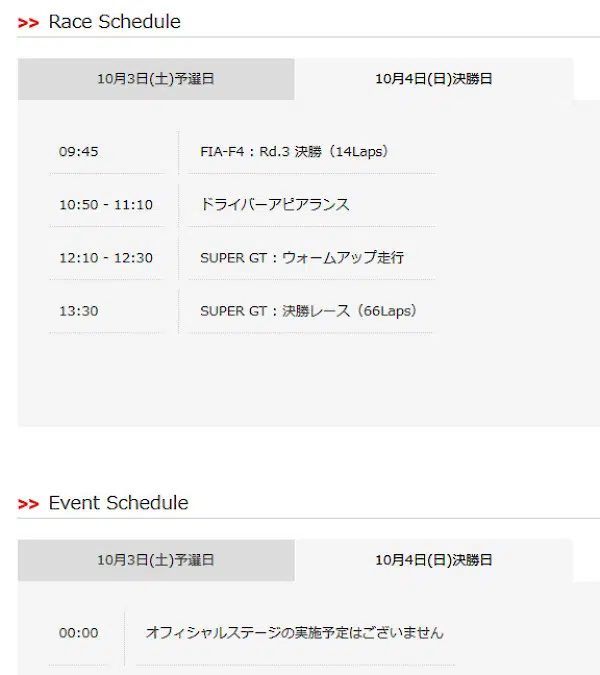 >> Race Schedule
10月3日(土)予選日
10月4日(日)決勝日
09:45
FIA-F4 : Rd.3 決勝（14Laps）
10:50 - 11:10
ドライバーアピアランス
12:10 - 12:30
SUPER GT : ウォームアップ走行
13:30
SUPER GT : 決勝レース（66Laps）
>> Event Schedule
10月3日(土)予選日
10月4日(日)決勝日
00:00
オフィシャルステージの実施予定はございません